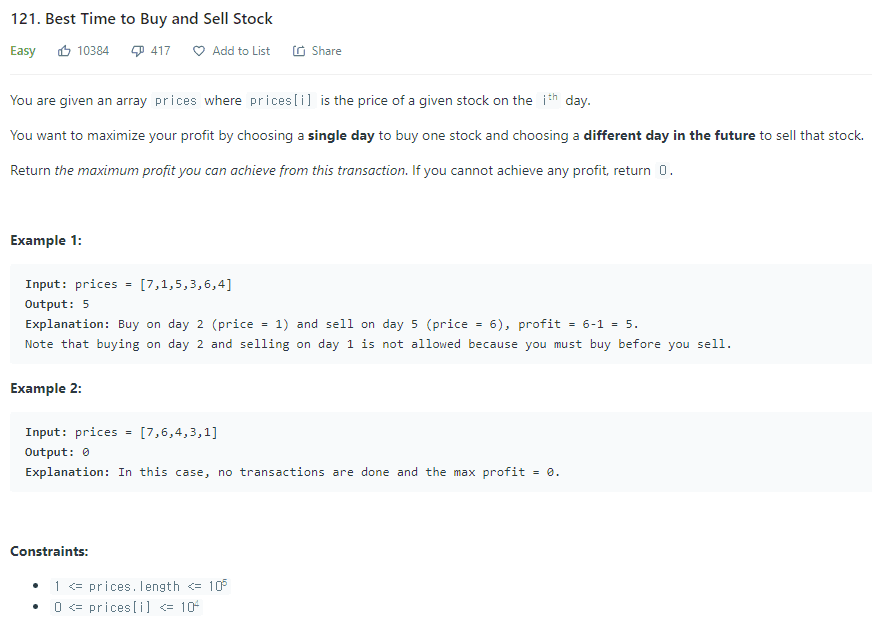 121. Best Time to Buy and Sell Stock
Easy 10384 417 Add to List Share
You are given an array prices where prices[i] is the price of a given stock on the ith day.
You want to maximize your profit by choosing a single day to buy one stock and choosing a different day in the future to sell that stock.
Return the maximum profit you can achieve from this transaction. If you cannot achieve any profit, return 0.
Example 1:
Input: prices = [7,1,5,3,6,4]
Output: 5
Explanation: Buy on day 2 (price = 1) and sell on day 5 (price = 6), profit = 6-1 = 5.
Note that buying on day 2 and selling on day 1 is not allowed because you must buy before you sell.
Example 2:
Input: prices = [7,6,4,3,1]
Output: 0
Explanation: In this case, no transactions are done and the max profit = 0.
Constraints:
• 1 <= prices.length <= 10⁵
• 0 <= prices[i] <= 10⁴